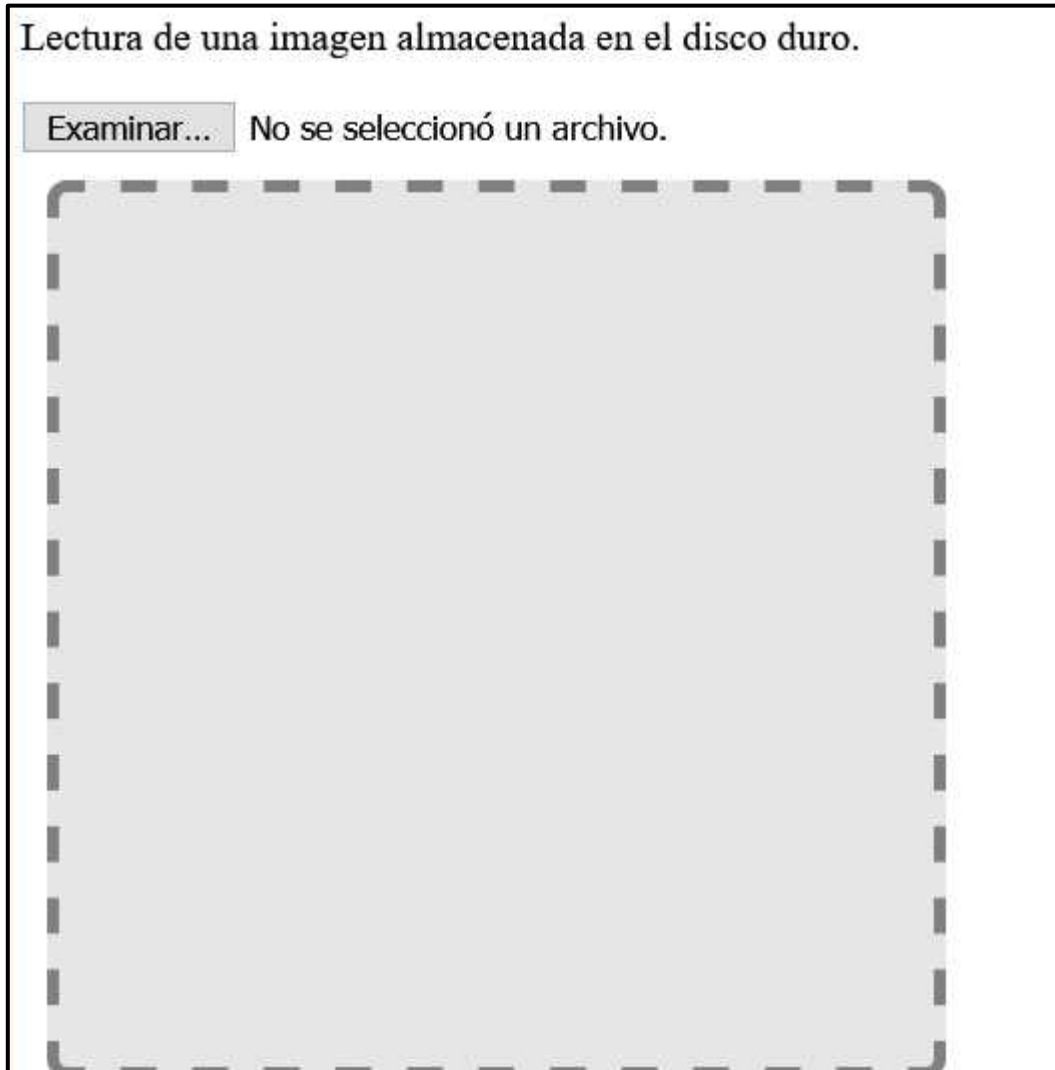 Lectura de una imagen almacenada en el disco duro.
Examinar... No se seleccionó un archivo.